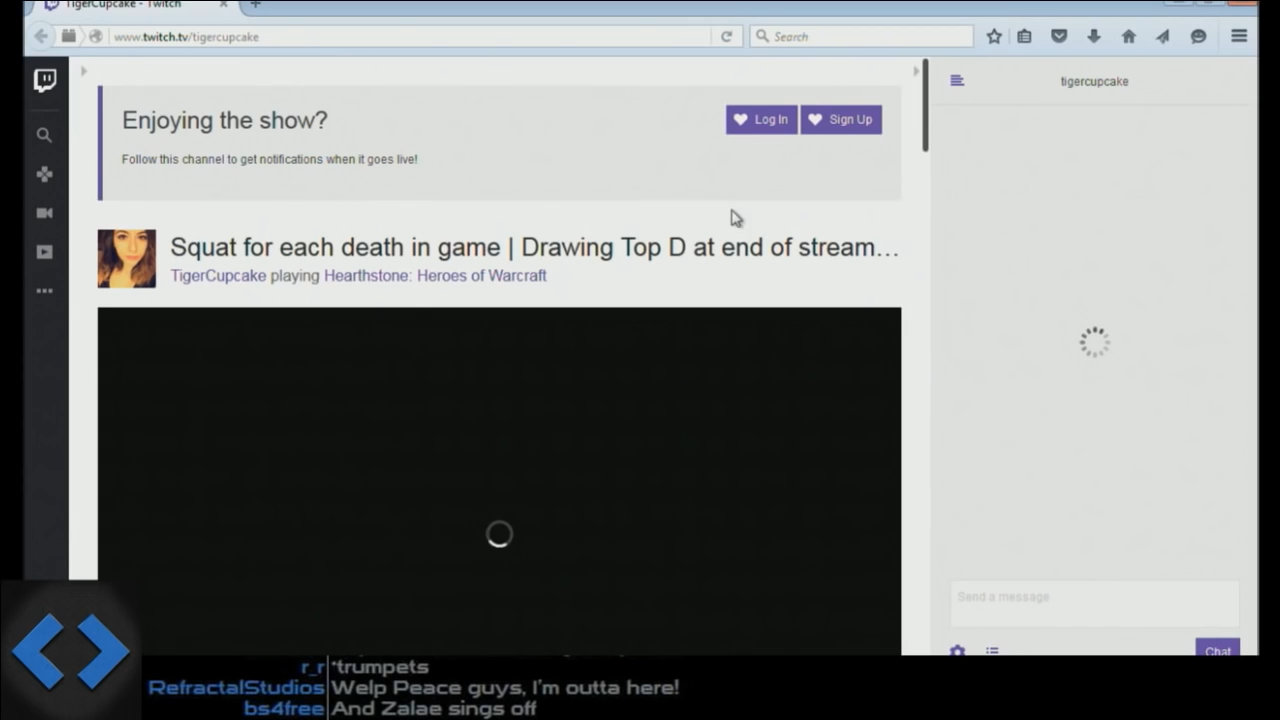 TigerCupcake - Twitch
www.twitch.tv/tigercupcake
Search
tigercupcake
Enjoying the show?
Log In
Sign Up
Follow this channel to get notifications when it goes live!
Squat for each death in game | Drawing Top D at end of stream…
TigerCupcake playing Hearthstone: Heroes of Warcraft
Send a message
Chat
r_r *trumpets
RefractalStudios Welp Peace guys, I'm outta here!
bs4free And Zalae sings off